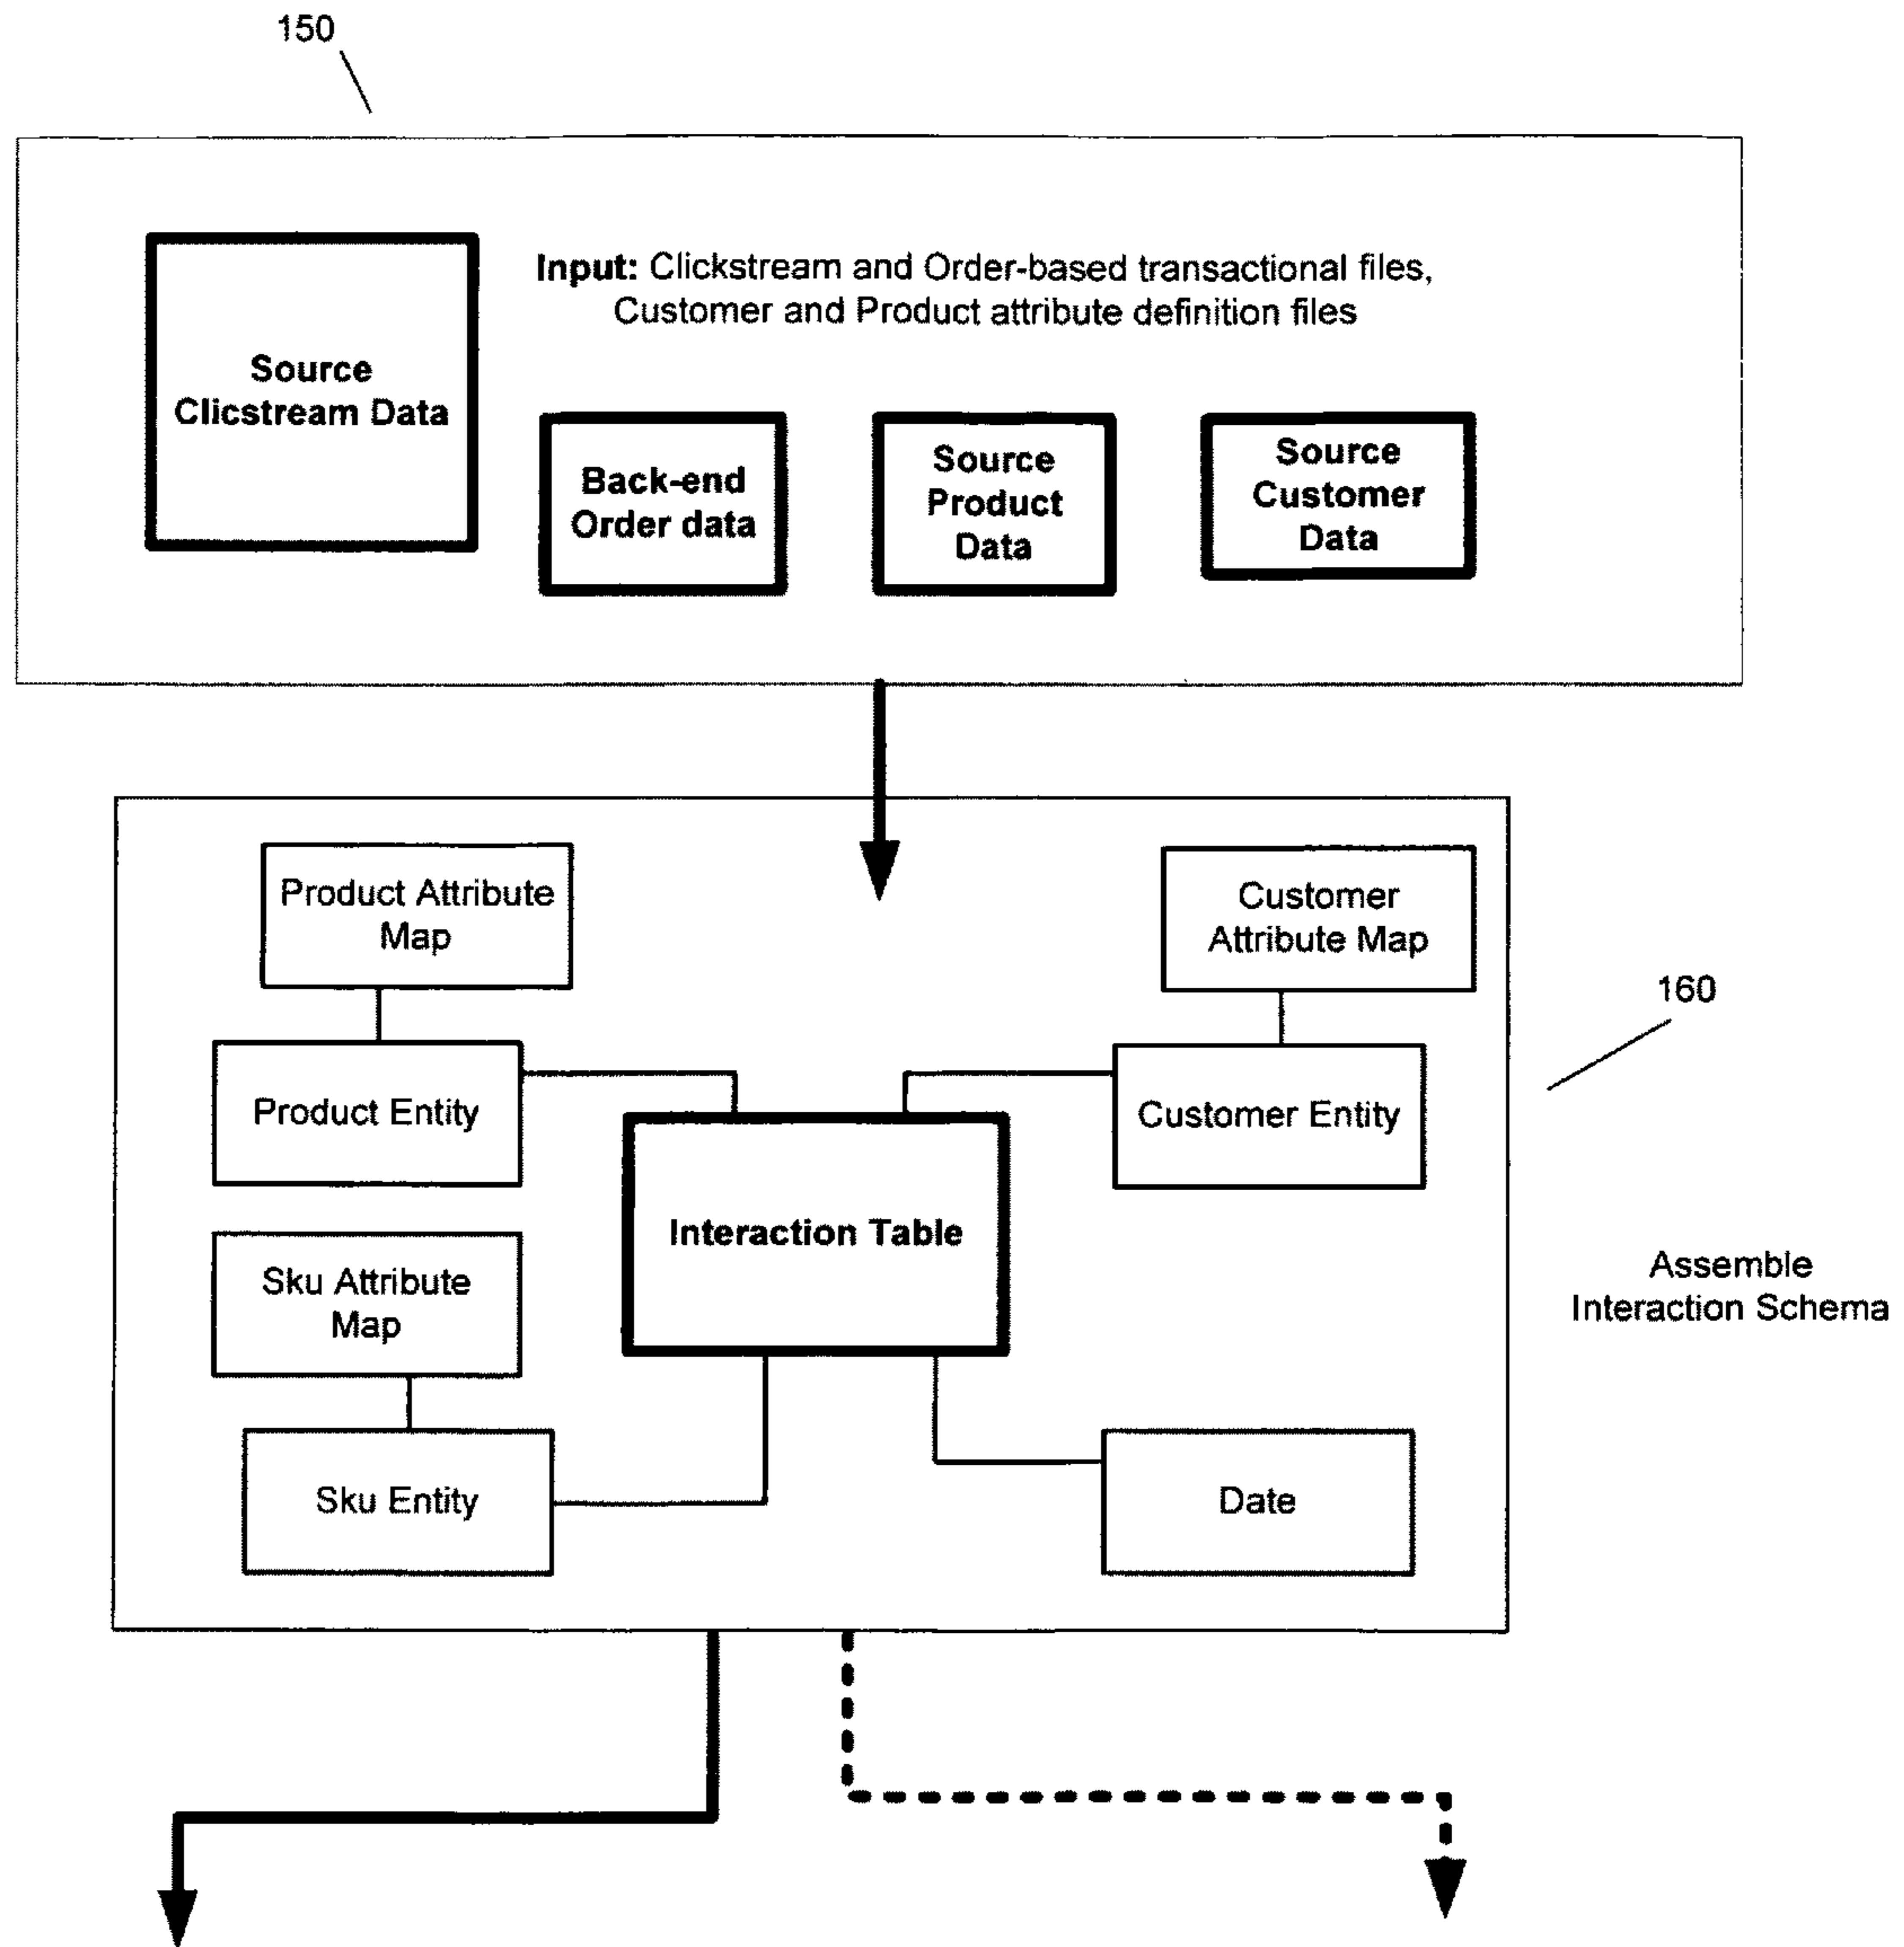 150
Input: Clickstream and Order-based transactional files,
Customer and Product attribute definition files
Source
Clicstream Data
Back-end
Order data
Source
Product
Data
Source
Customer
Data
Product Attribute
Map
Customer
Attribute Map
160
Product Entity
Customer Entity
Interaction Table
Sku Attribute
Map
Assemble
Interaction Schema
Sku Entity
Date